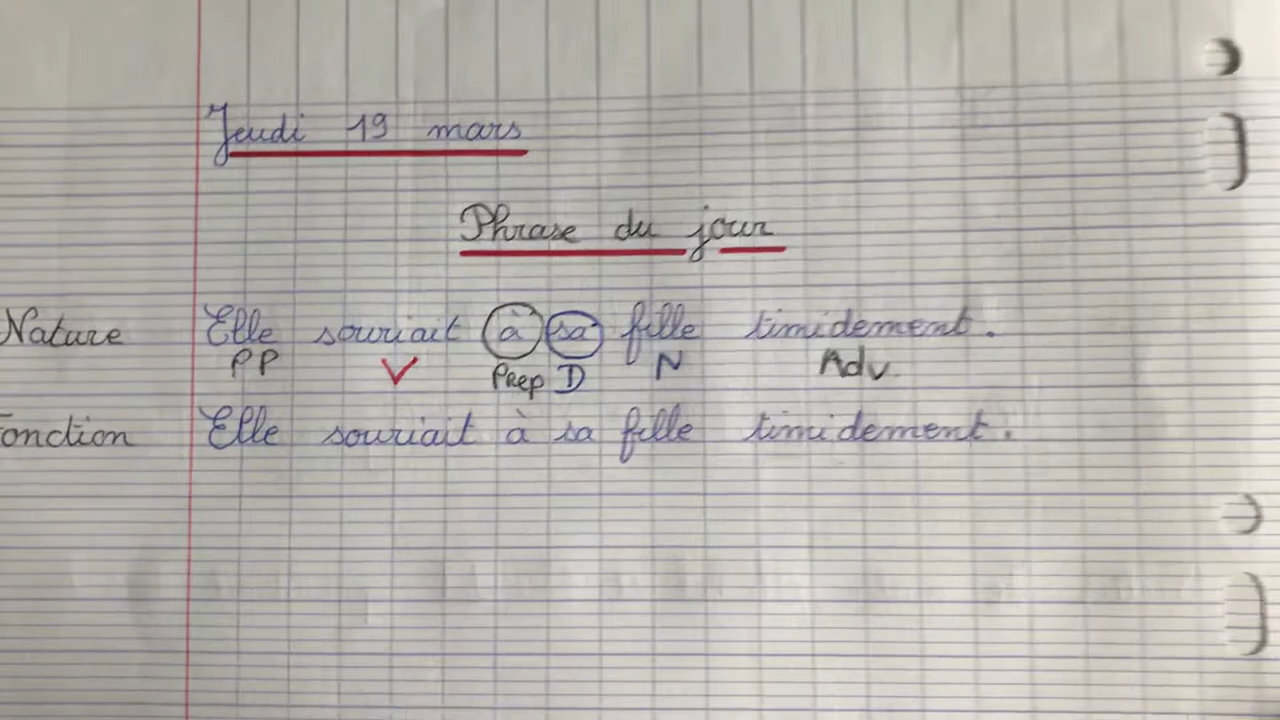 Jeudi 19 mars
Phrase du jour
Nature Elle souriait à sa fille timidement.
PP V Prep D N Adv.
Fonction Elle souriait à sa fille timidement.